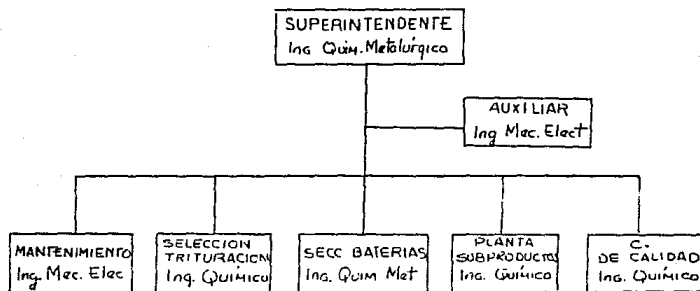 SUPERINTENDENTE
Ing Quim. Metalúrgico
AUXILIAR
Ing Mec. Elect
MANTENIMIENTO
Ing Mec. Elec
SELECCION
TRITURACION
Ing. Químico
SECC BATERIAS
Ing. Quim Met
PLANTA
SUBPRODUCTOS
Ing. Químico
C.
DE CALIDAD
Ing. Químico